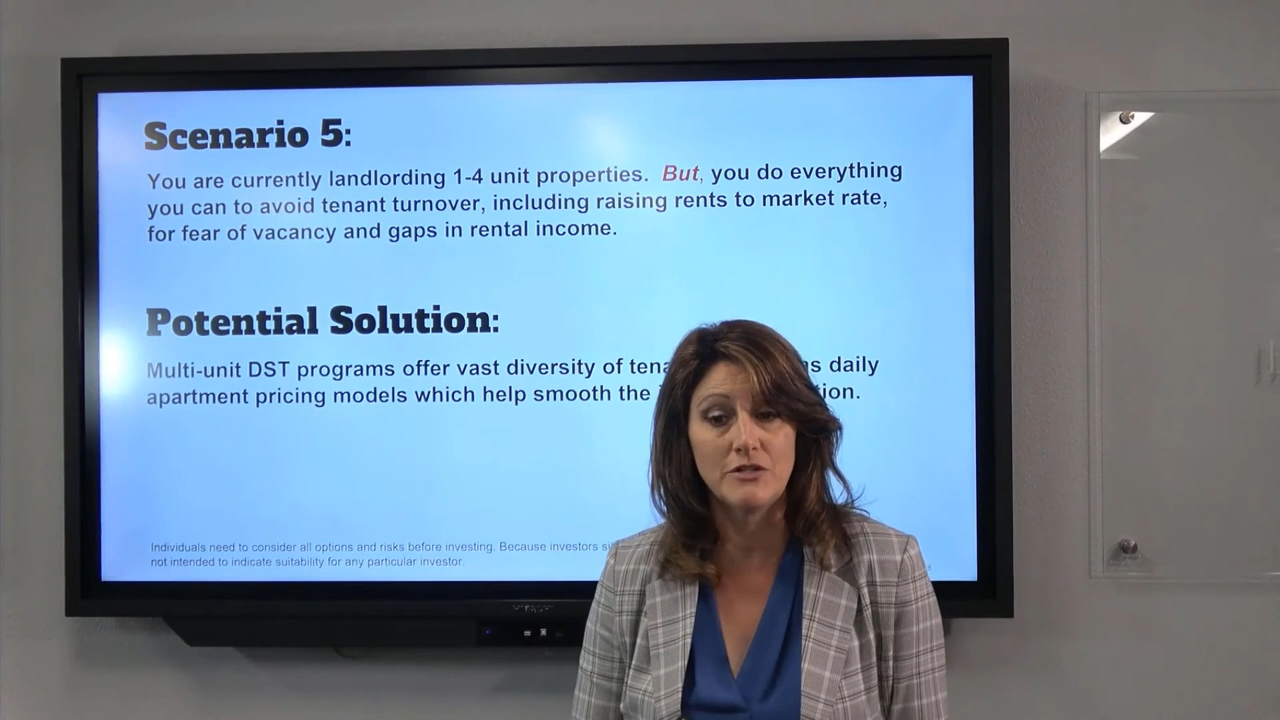 Scenario 5:
You are currently landlording 1-4 unit properties. But, you do everything
you can to avoid tenant turnover, including raising rents to market rate,
for fear of vacancy and gaps in rental income.
Potential Solution:
Multi-unit DST programs offer vast diversity of daily
apartment pricing models which help smooth the
Individuals need to consider all options and risks before investing. Because investors
not intended to indicate suitability for any particular investor.
HITACHI